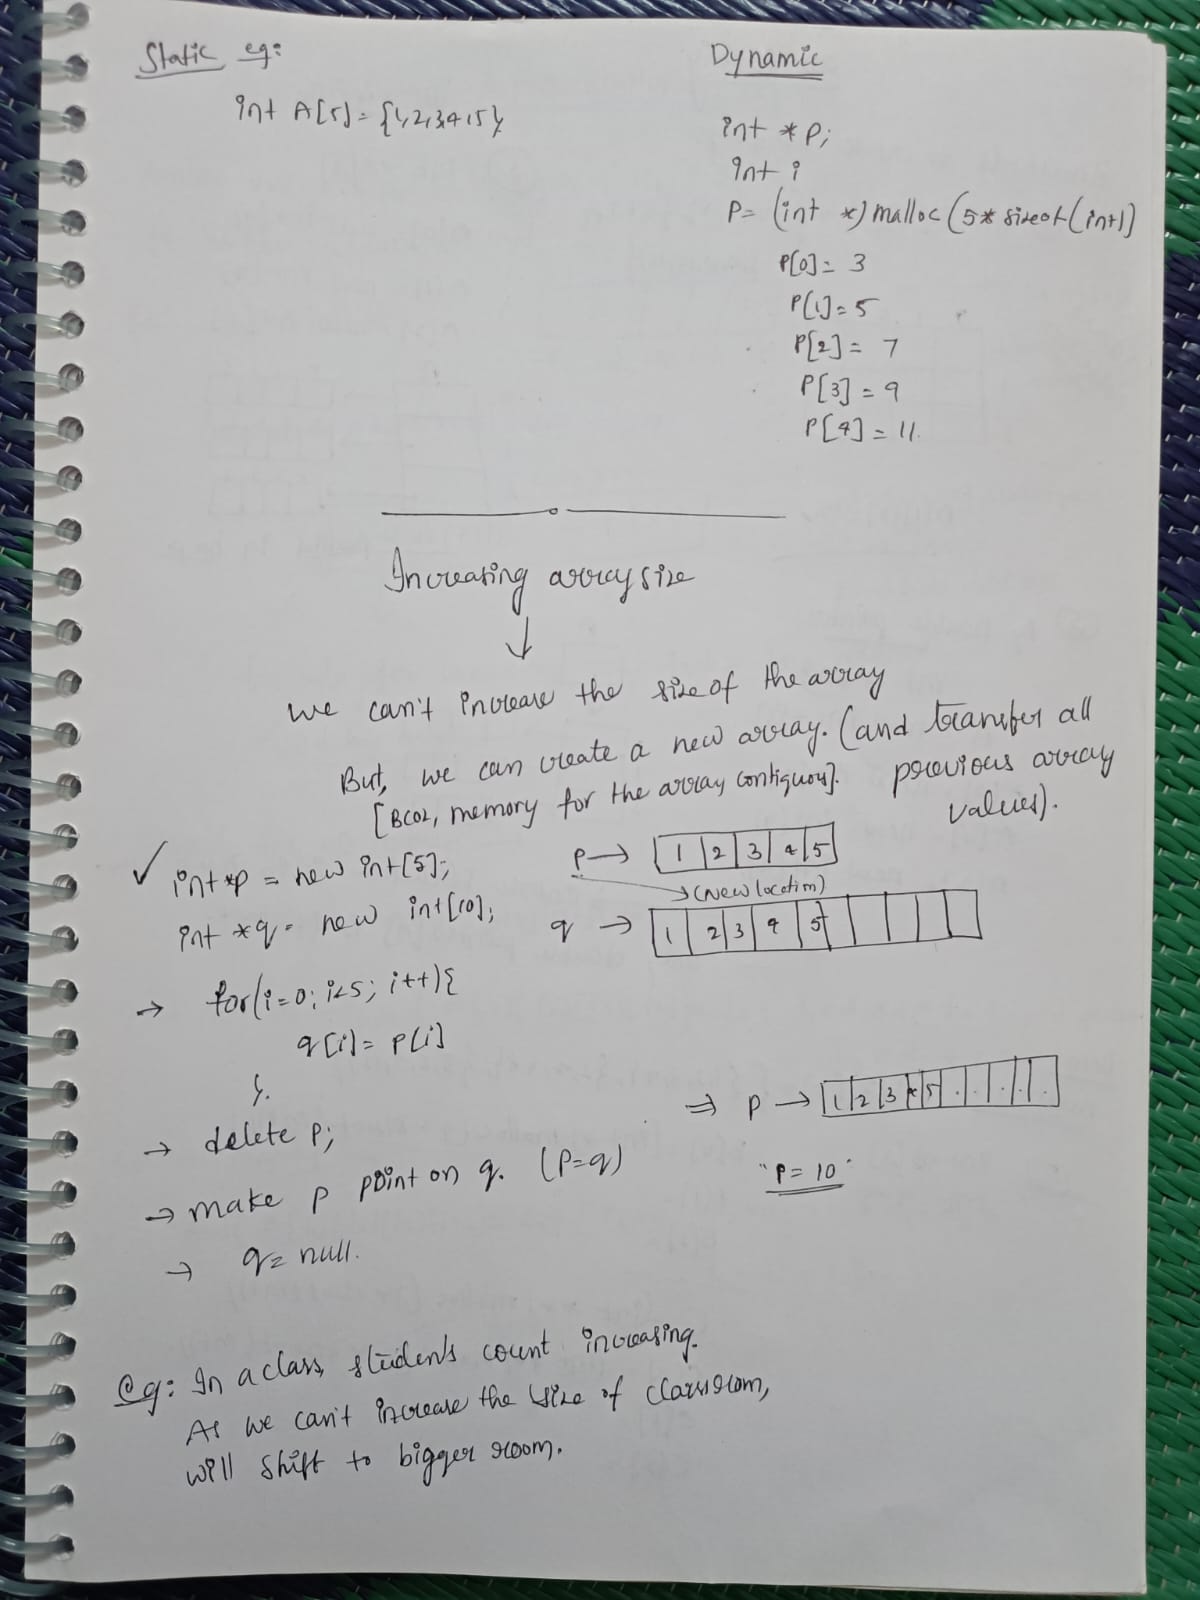 Static eg:
int A[5] = {1,2,3,4,5}
Dynamic
int * p;
int i
P= (int *) malloc (5* sizeof(int))
P[0] = 3
P[1] = 5
P[2] = 7
P[3] = 9
P[4] = 11.
Increasing array size
↓
we can't increase the size of the array
But, we can create a new array. (and transfer all
previous array
values).
[BCOZ, memory for the array contiguous].
✓ int *p = new int[5];
int *q = new int[10];
P → 1 2 3 4 5
→ (New location)
q → 1 2 3 4 5
→ for(i=0; i<5; i++){
q[i] = P[i]
}.
→ delete P;
→ make p point on q. (P=q)
→ q = null.
⇒ P → 1 2 3 4 5 . . . .
"P = 10"
Eg: In a class, students count increasing.
As we can't increase the size of classroom,
will shift to bigger room.